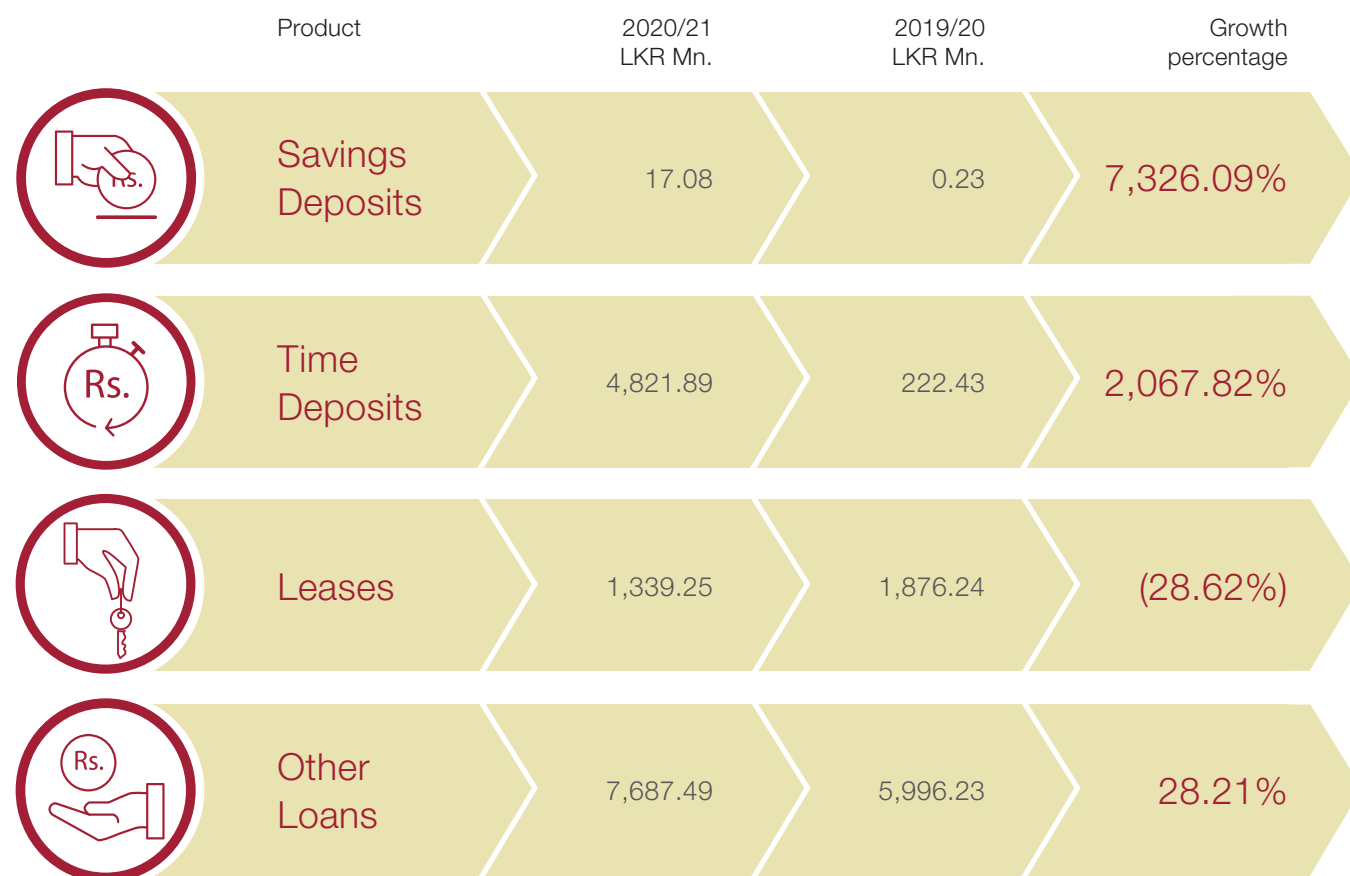 Product 2020/21 2019/20 Growth
LKR Mn. LKR Mn. percentage
Rs.
Savings
Deposits
17.08 0.23 7,326.09%
Rs.
Time
Deposits
4,821.89 222.43 2,067.82%
Leases 1,339.25 1,876.24 (28.62%)
Rs.
Other
Loans
7,687.49 5,996.23 28.21%